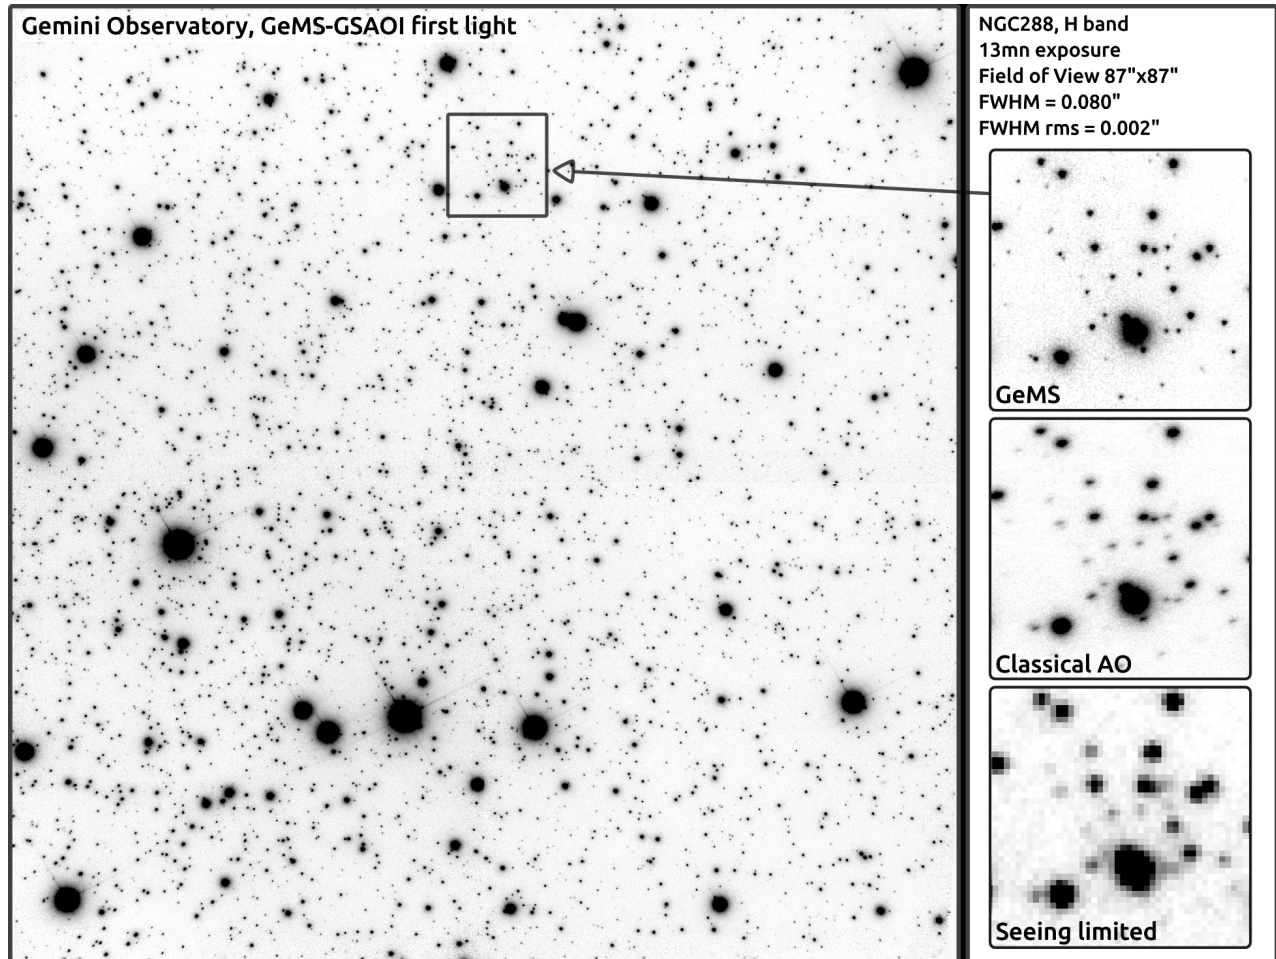 Gemini Observatory, GeMS-GSAOI first light
NGC288, H band
13mn exposure
Field of View 87"x87"
FWHM = 0.080"
FWHM rms = 0.002"
GeMS
Classical AO
Seeing limited